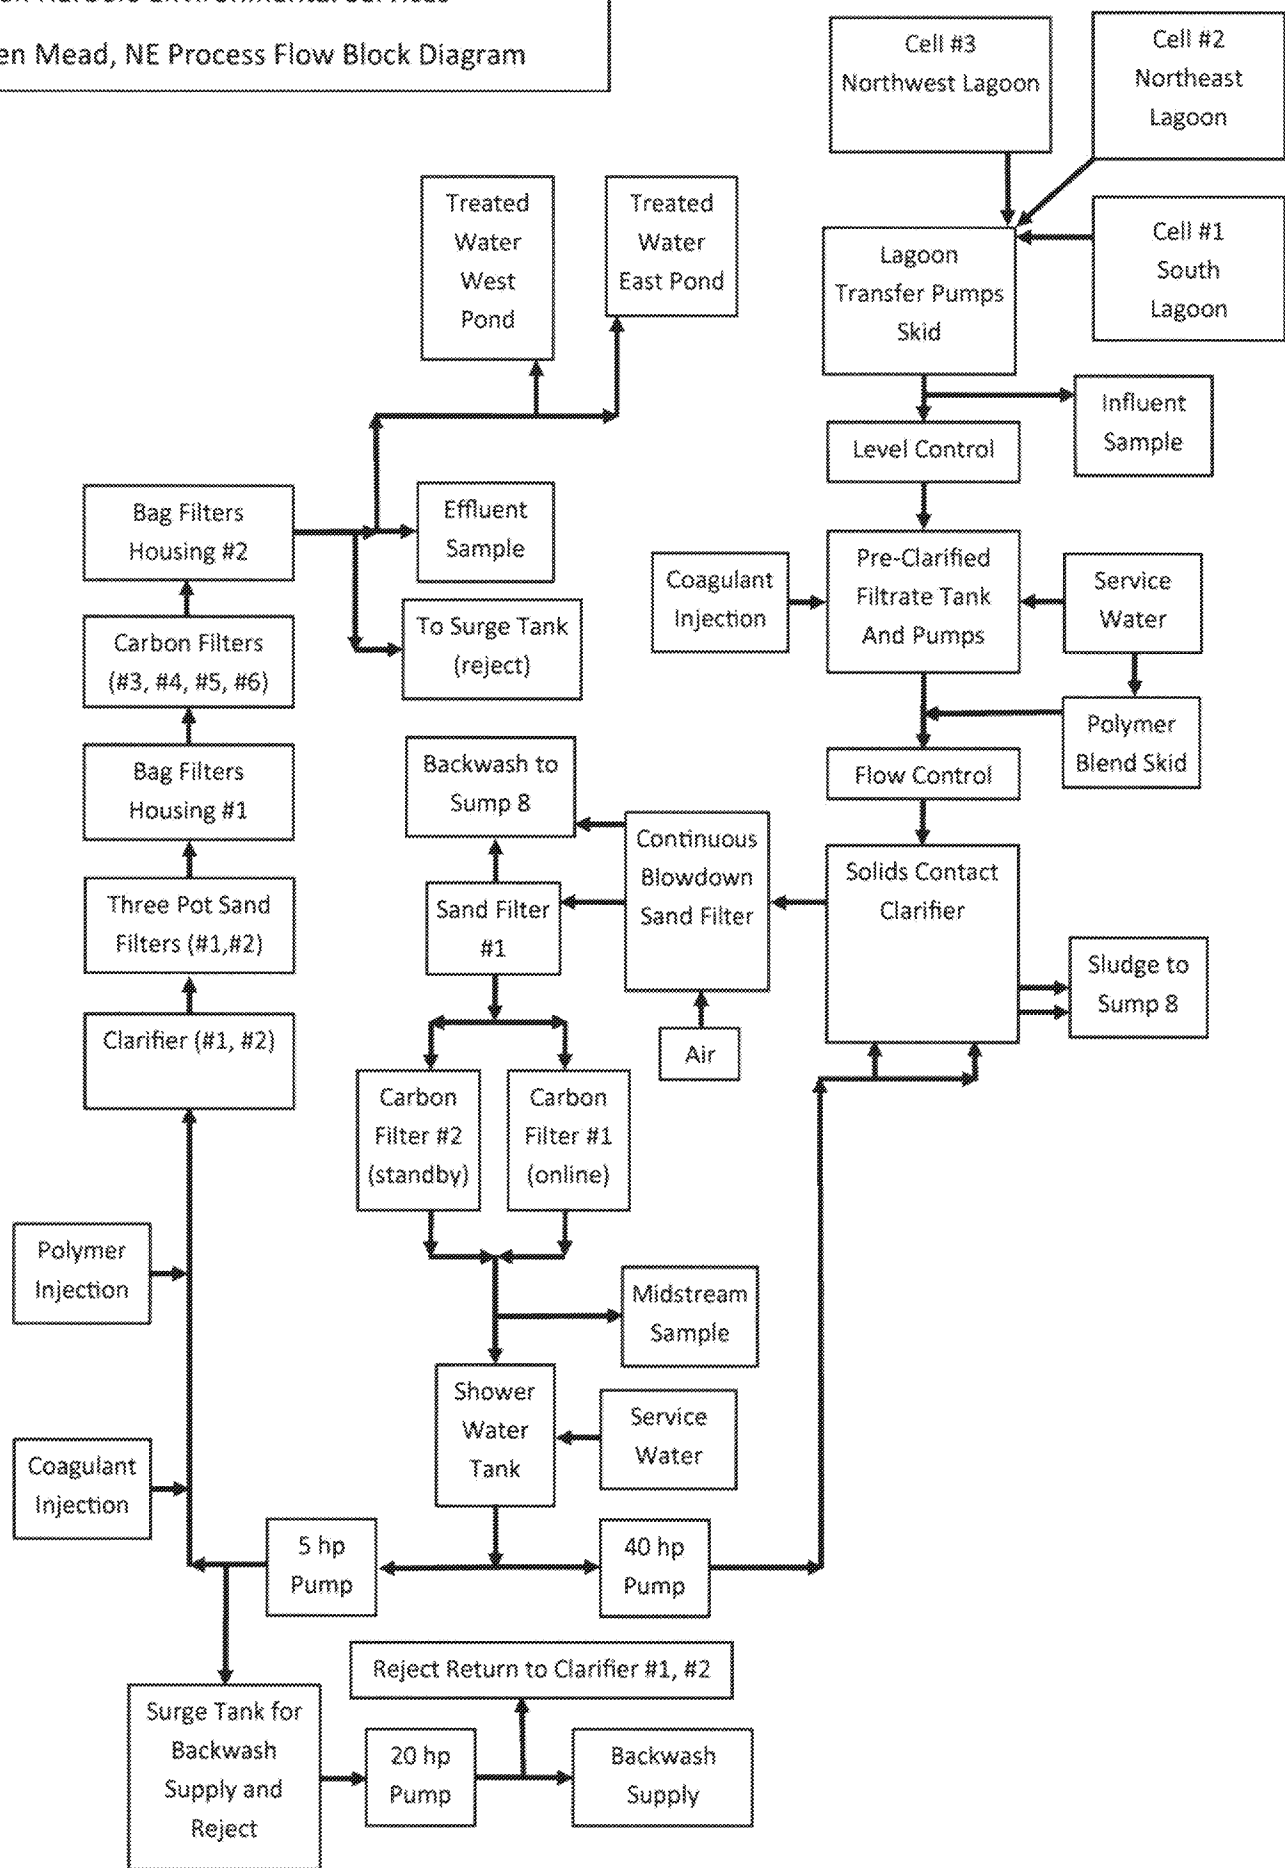 Environmental Services
Mead, NE Process Flow Block Diagram
Cell #3
Northwest Lagoon
Cell #2
Northeast
Lagoon
Treated
Water
West
Pond
Treated
Water
East Pond
Lagoon
Transfer Pumps
Skid
Cell #1
South
Lagoon
Influent
Sample
Level Control
Bag Filters
Housing #2
Effluent
Sample
Pre-Clarified
Filtrate Tank
And Pumps
Coagulant
Injection
Service
Water
To Surge Tank
(reject)
Carbon Filters
(#3, #4, #5, #6)
Polymer
Blend Skid
Bag Filters
Housing #1
Backwash to
Sump 8
Flow Control
Continuous
Blowdown
Sand Filter
Solids Contact
Clarifier
Three Pot Sand
Filters (#1,#2)
Sand Filter
#1
Sludge to
Sump 8
Clarifier (#1, #2)
Air
Carbon
Filter #2
(standby)
Carbon
Filter #1
(online)
Polymer
Injection
Midstream
Sample
Shower
Water
Tank
Service
Water
Coagulant
Injection
5 hp
Pump
40 hp
Pump
Reject Return to Clarifier #1, #2
Surge Tank for
Backwash
Supply and
Reject
20 hp
Pump
Backwash
Supply